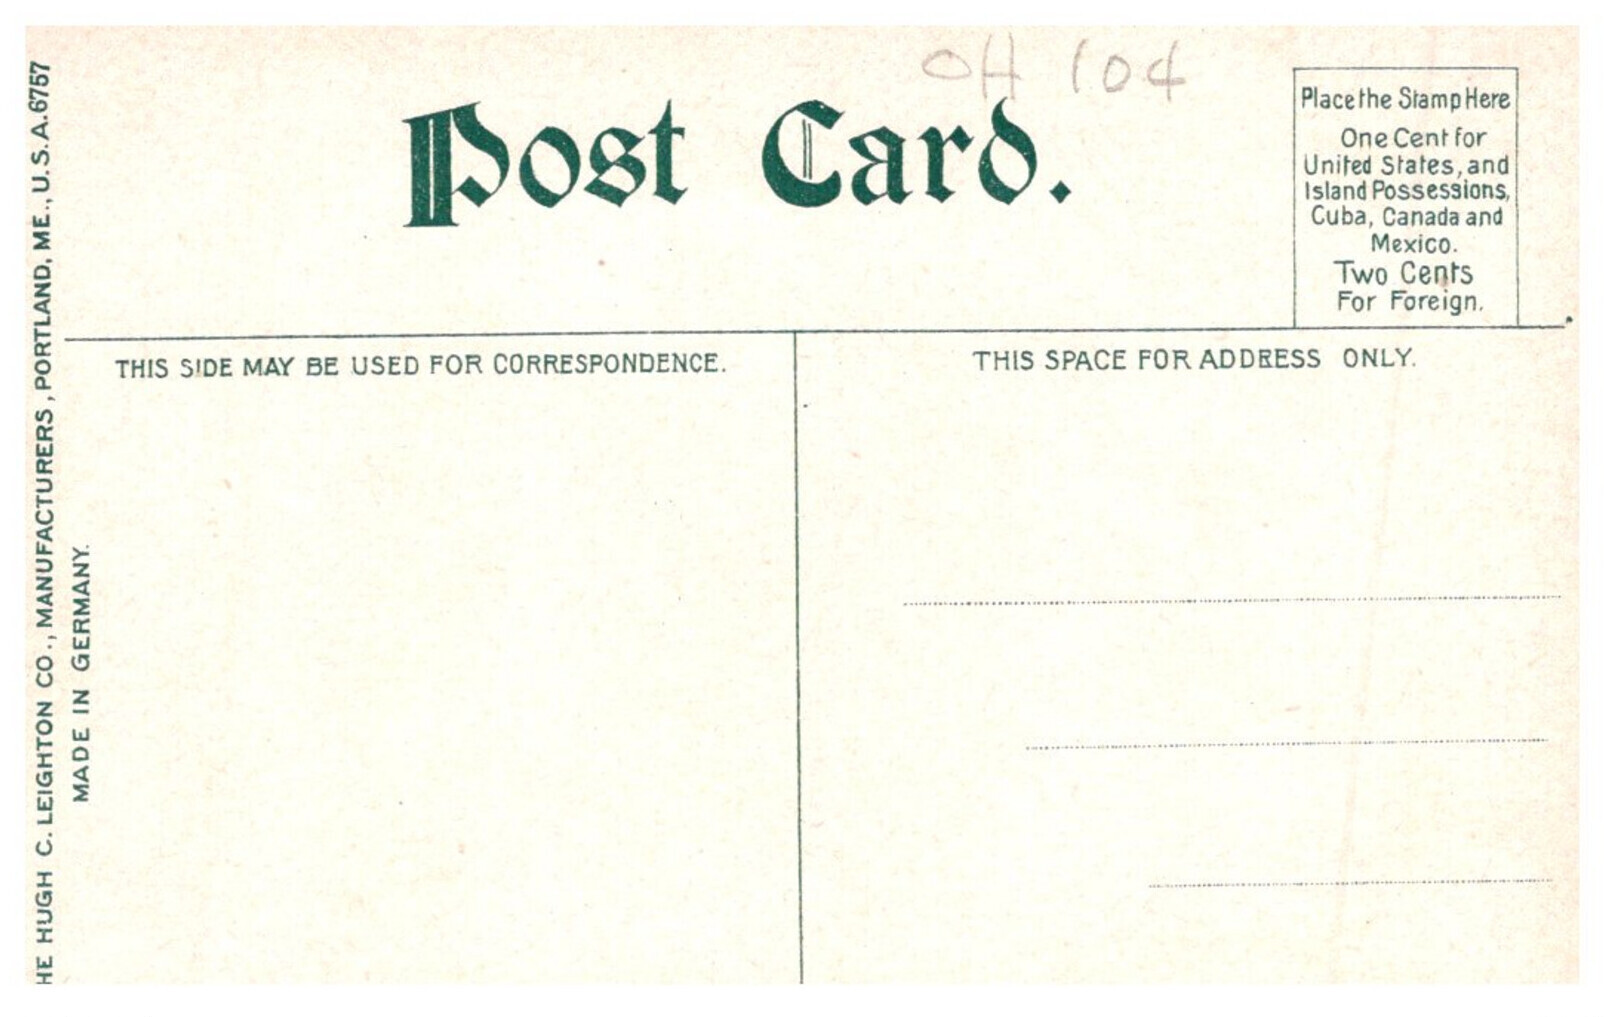 OH 104
Post Card.
Place the Stamp Here
One Cent for
United States, and
Island Possessions,
Cuba, Canada and
Mexico.
Two Cents
For Foreign.
THIS SIDE MAY BE USED FOR CORRESPONDENCE.
THIS SPACE FOR ADDRESS ONLY.
HE HUGH C. LEIGHTON CO., MANUFACTURERS, PORTLAND, ME., U.S.A. 6757
MADE IN GERMANY.